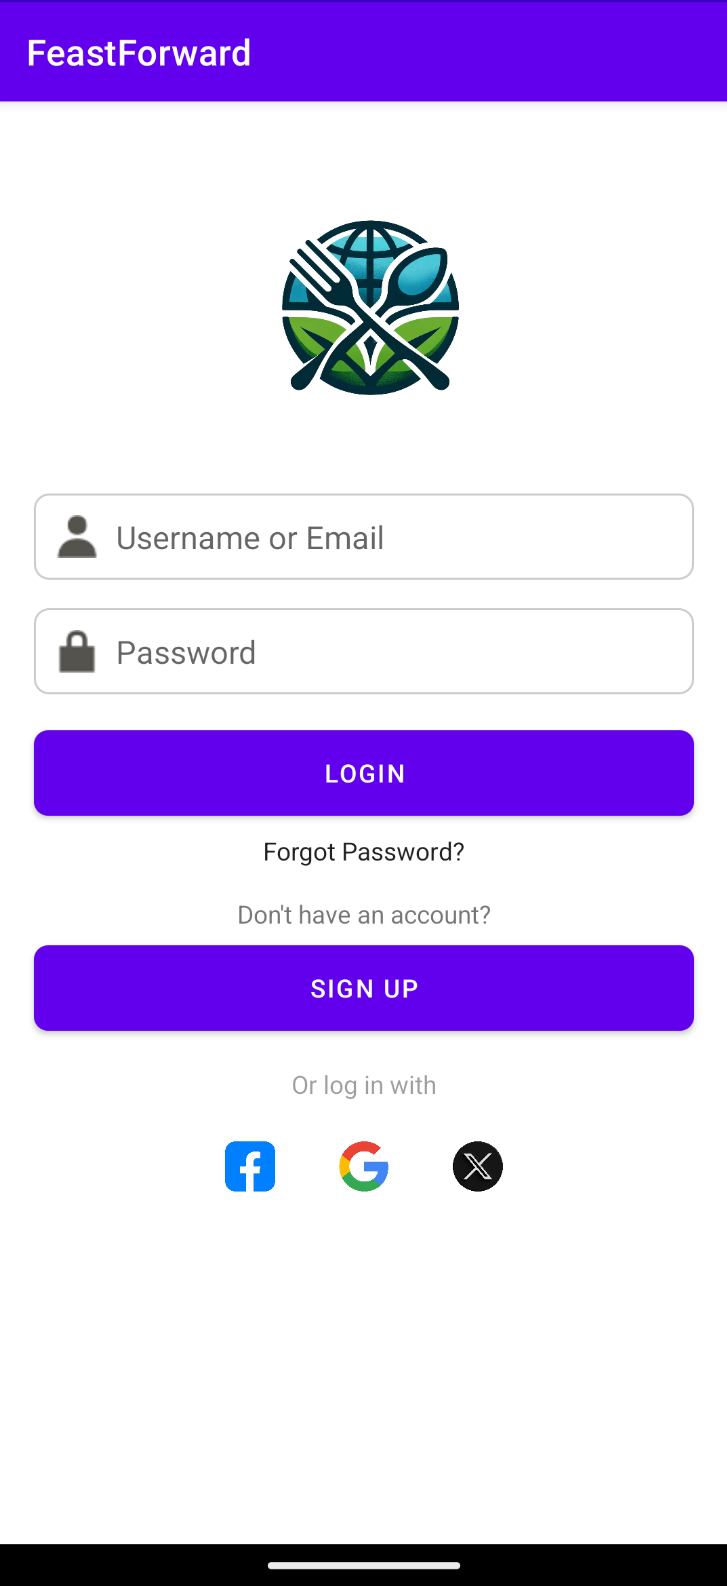 FeastForward
Username or Email
Password
LOGIN
Forgot Password?
Don't have an account?
SIGN UP
Or log in with